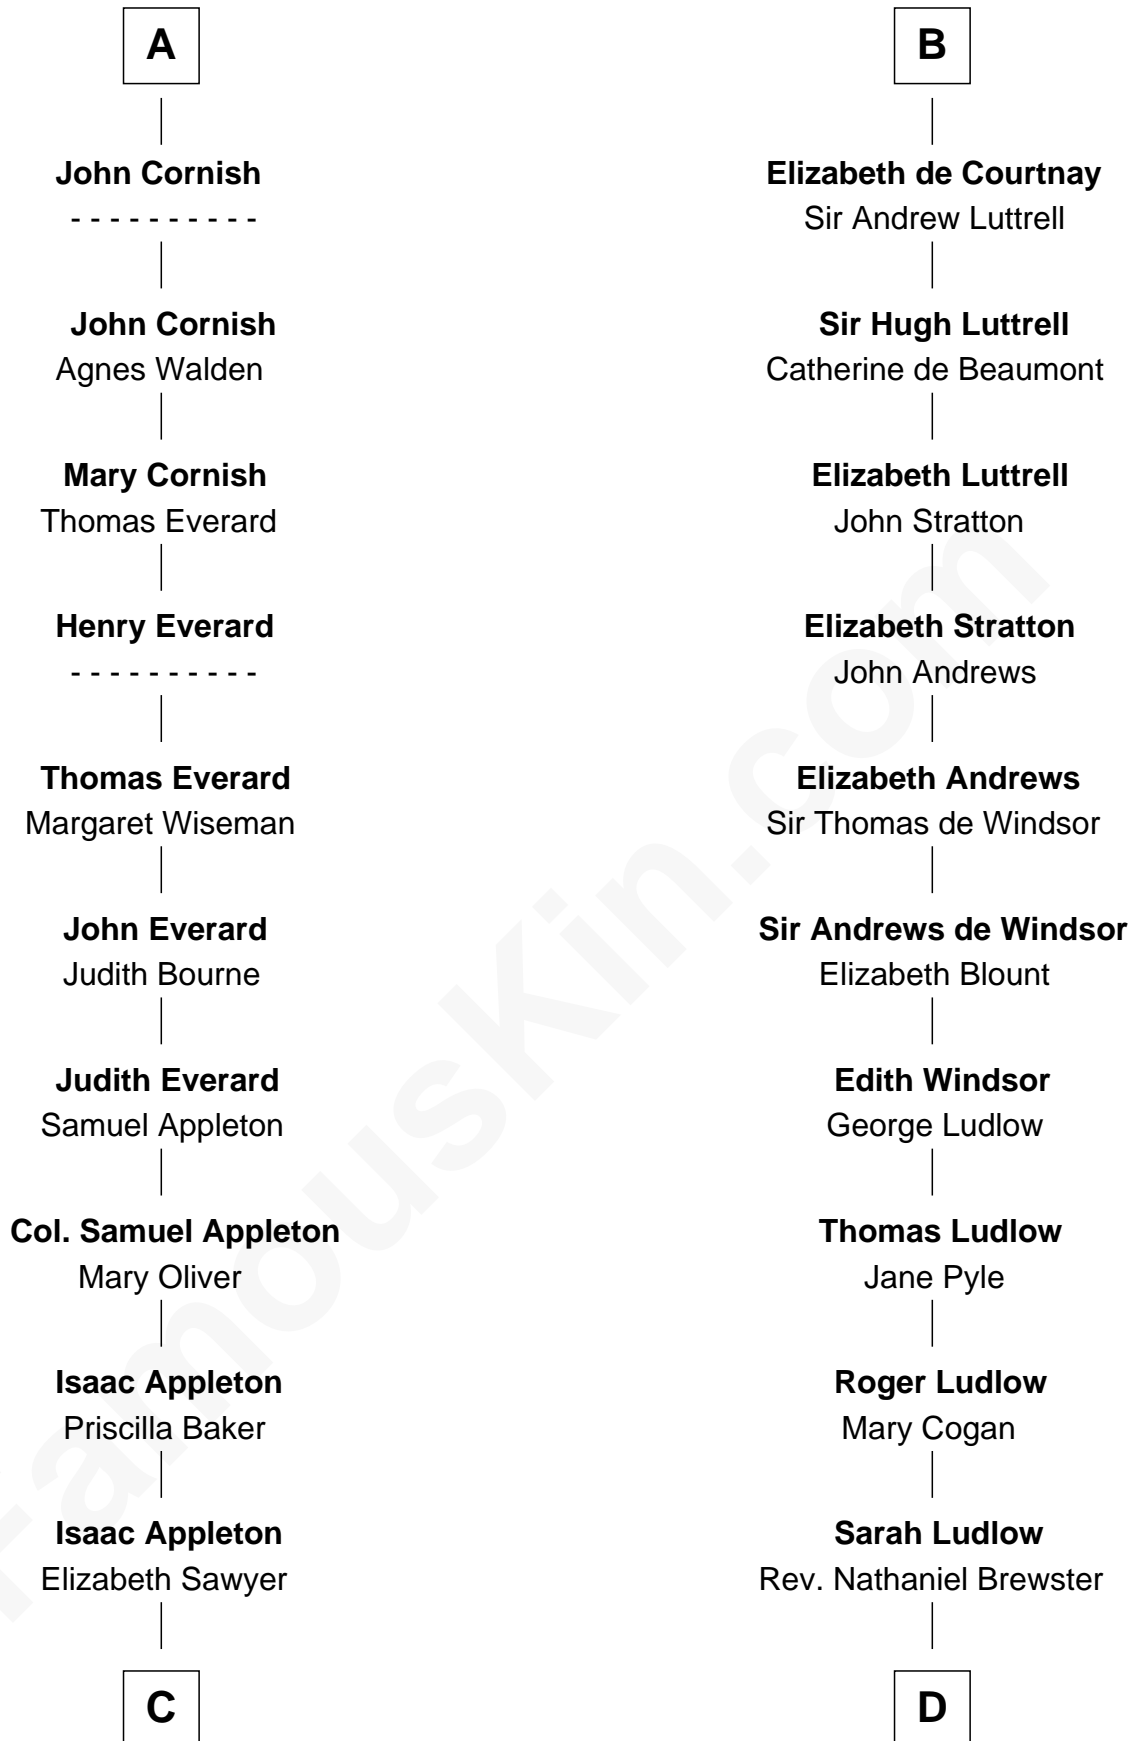 A
John Cornish
- - - - - - - - - -
John Cornish
Agnes Walden
Mary Cornish
Thomas Everard
Henry Everard
- - - - - - - - - -
Thomas Everard
Margaret Wiseman
John Everard
Judith Bourne
Judith Everard
Samuel Appleton
Col. Samuel Appleton
Mary Oliver
Isaac Appleton
Priscilla Baker
Isaac Appleton
Elizabeth Sawyer
C
B
Elizabeth de Courtnay
Sir Andrew Luttrell
Sir Hugh Luttrell
Catherine de Beaumont
Elizabeth Luttrell
John Stratton
Elizabeth Stratton
John Andrews
Elizabeth Andrews
Sir Thomas de Windsor
Sir Andrews de Windsor
Elizabeth Blount
Edith Windsor
George Ludlow
Thomas Ludlow
Jane Pyle
Roger Ludlow
Mary Cogan
Sarah Ludlow
Rev. Nathaniel Brewster
D
FamousKin.com